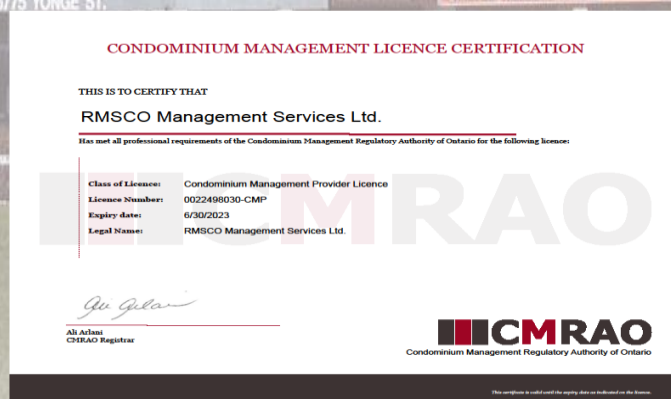 5775 YONGE ST.
CONDOMINIUM MANAGEMENT LICENCE CERTIFICATION
THIS IS TO CERTIFY THAT
RMSCO Management Services Ltd.
Has met all professional requirements of the Condominium Management Regulatory Authority of Ontario for the following licence:
Class of Licence: Condominium Management Provider Licence
Licence Number: 0022498030-CMP
Expiry date: 6/30/2023
Legal Name: RMSCO Management Services Ltd.
CMRAO
Ali Arlani
CMRAO Registrar
CMRAO
Condominium Management Regulatory Authority of Ontario
This certificate is valid until the expiry date as indicated on the licence.